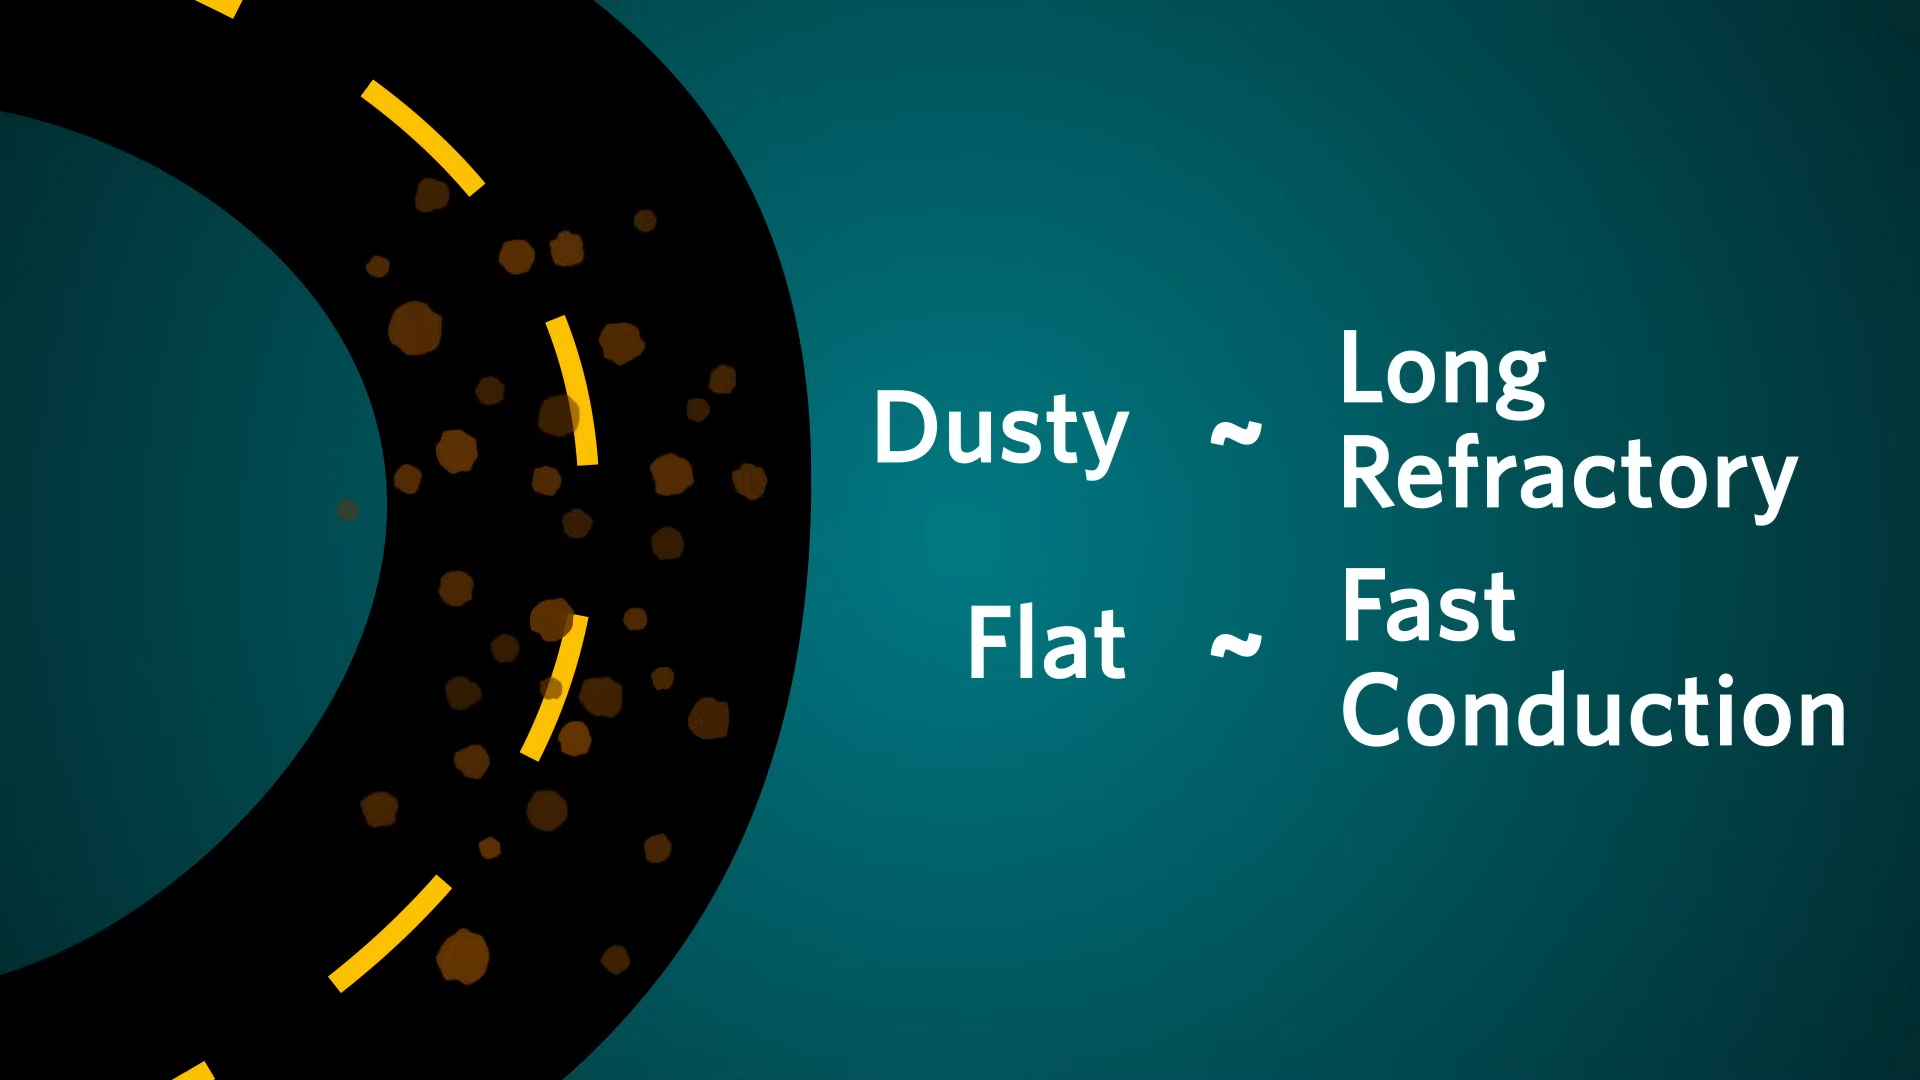 Dusty ~ Long
Refractory
Flat ~ Fast
Conduction